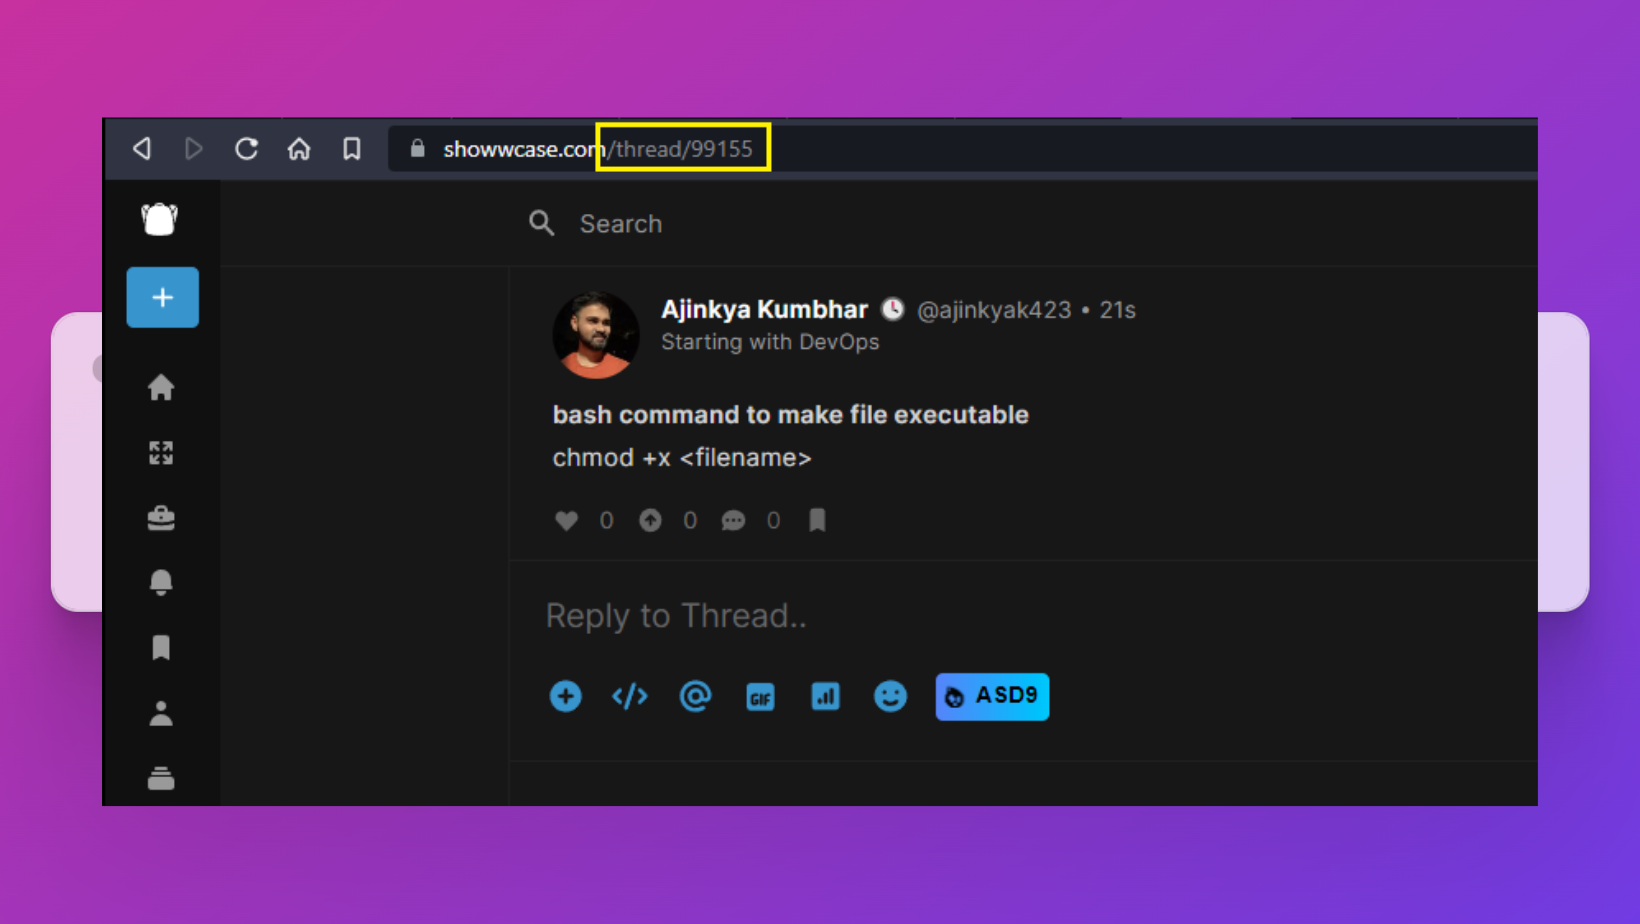 showwcase.com/thread/99155
Search
Ajinkya Kumbhar @ajinkyak423 • 21s
Starting with DevOps
bash command to make file executable
chmod +x <filename>
0 0 0
Reply to Thread..
GIF ASD9